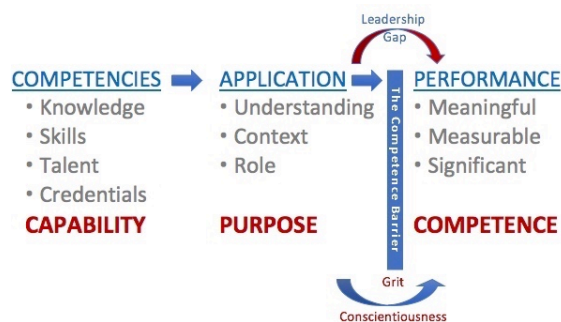 Leadership
Gap
COMPETENCIES
APPLICATION
PERFORMANCE
• Knowledge
• Skills
• Talent
• Credentials
CAPABILITY
• Understanding
• Context
• Role
PURPOSE
The Competence Barrier
• Meaningful
• Measurable
• Significant
COMPETENCE
Grit
Conscientiousness